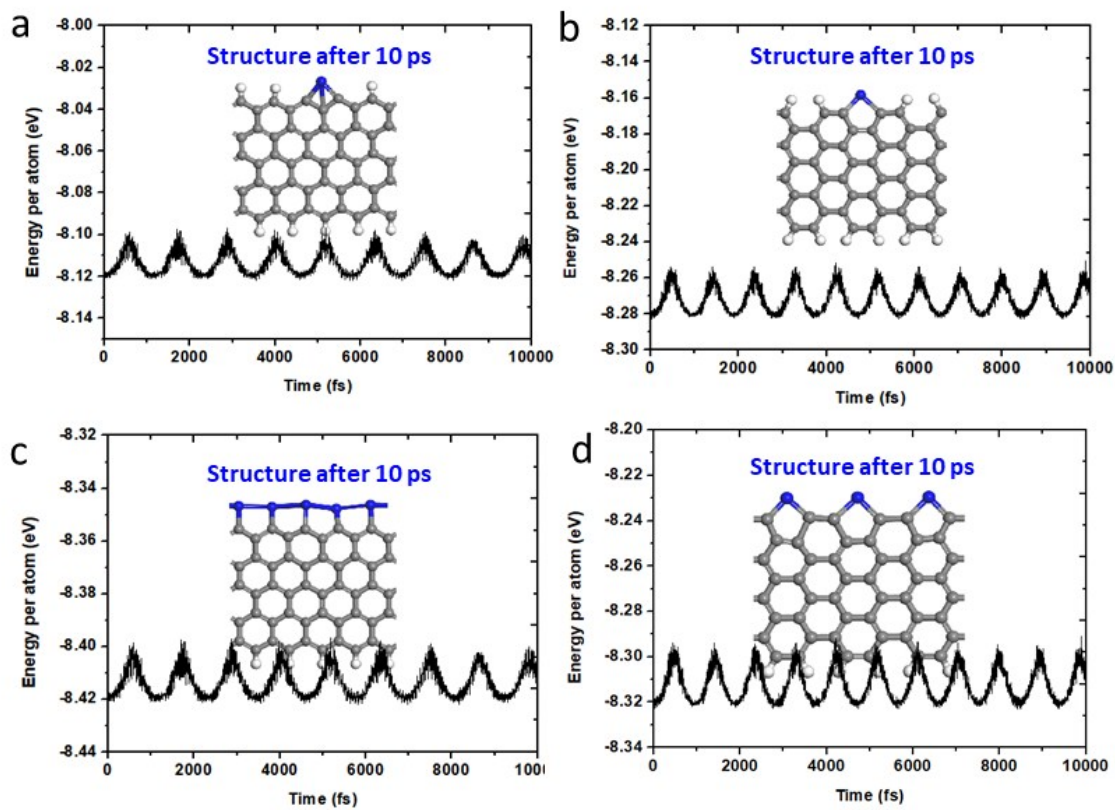 a
Structure after 10 ps
-8.00
-8.02
-8.04
-8.06
-8.08
-8.10
-8.12
-8.14
Energy per atom (eV)
0 2000 4000 6000 8000 10000
Time (fs)
b
Structure after 10 ps
-8.12
-8.14
-8.16
-8.18
-8.20
-8.22
-8.24
-8.26
-8.28
-8.30
Energy per atom (eV)
0 2000 4000 6000 8000 10000
Time (fs)
c
Structure after 10 ps
-8.32
-8.34
-8.36
-8.38
-8.40
-8.42
-8.44
Energy per atom (eV)
0 2000 4000 6000 8000 1000
Time (fs)
d
Structure after 10 ps
-8.20
-8.22
-8.24
-8.26
-8.28
-8.30
-8.32
-8.34
Energy per atom (eV)
0 2000 4000 6000 8000 10000
Time (fs)